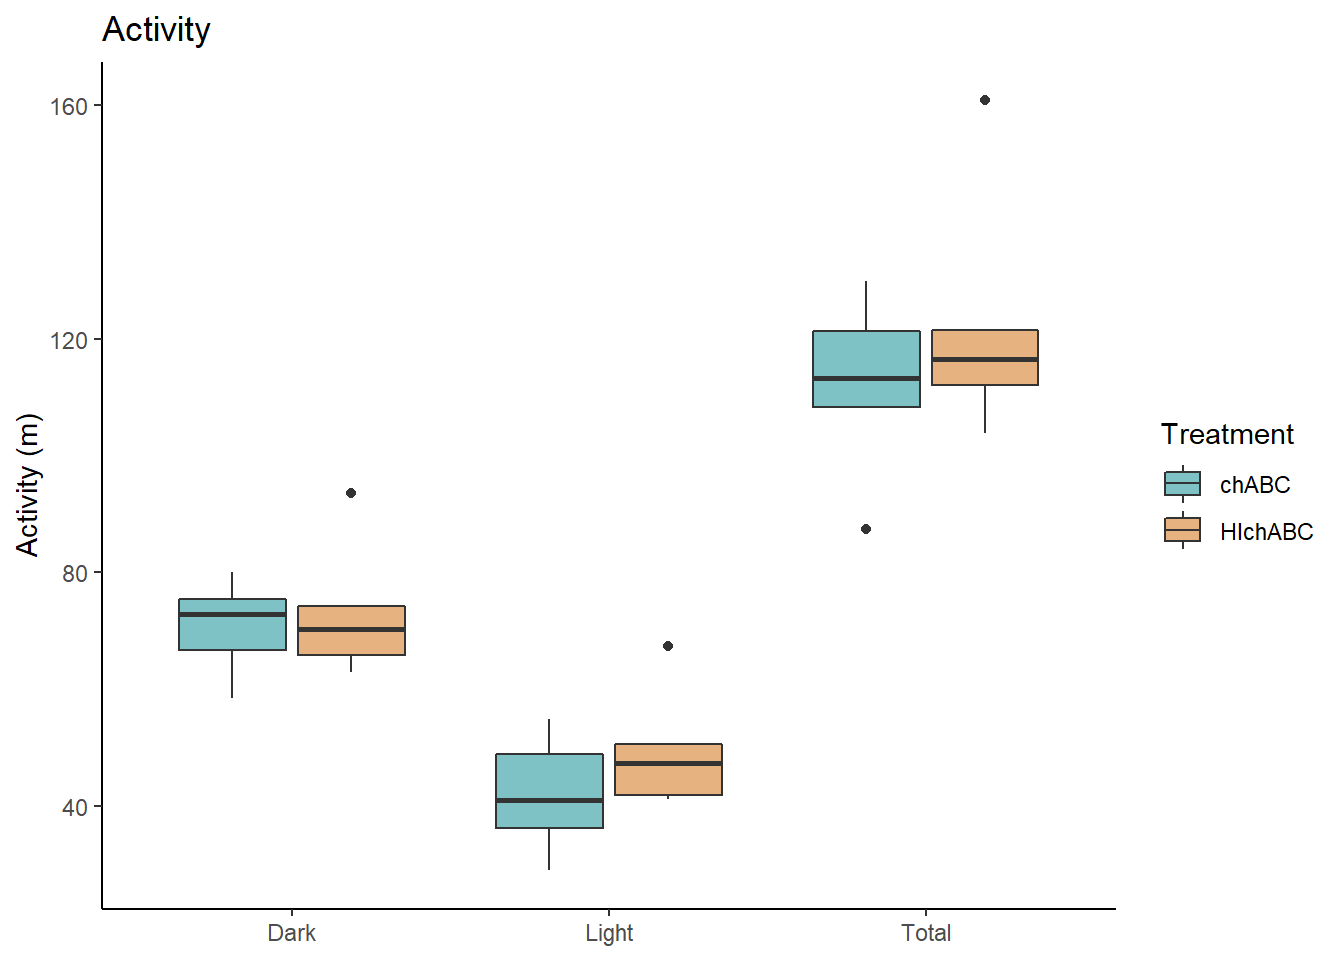 Activity
160
120
80
40
Activity (m)
Dark
Light
Total
Treatment
chABC
HIchABC